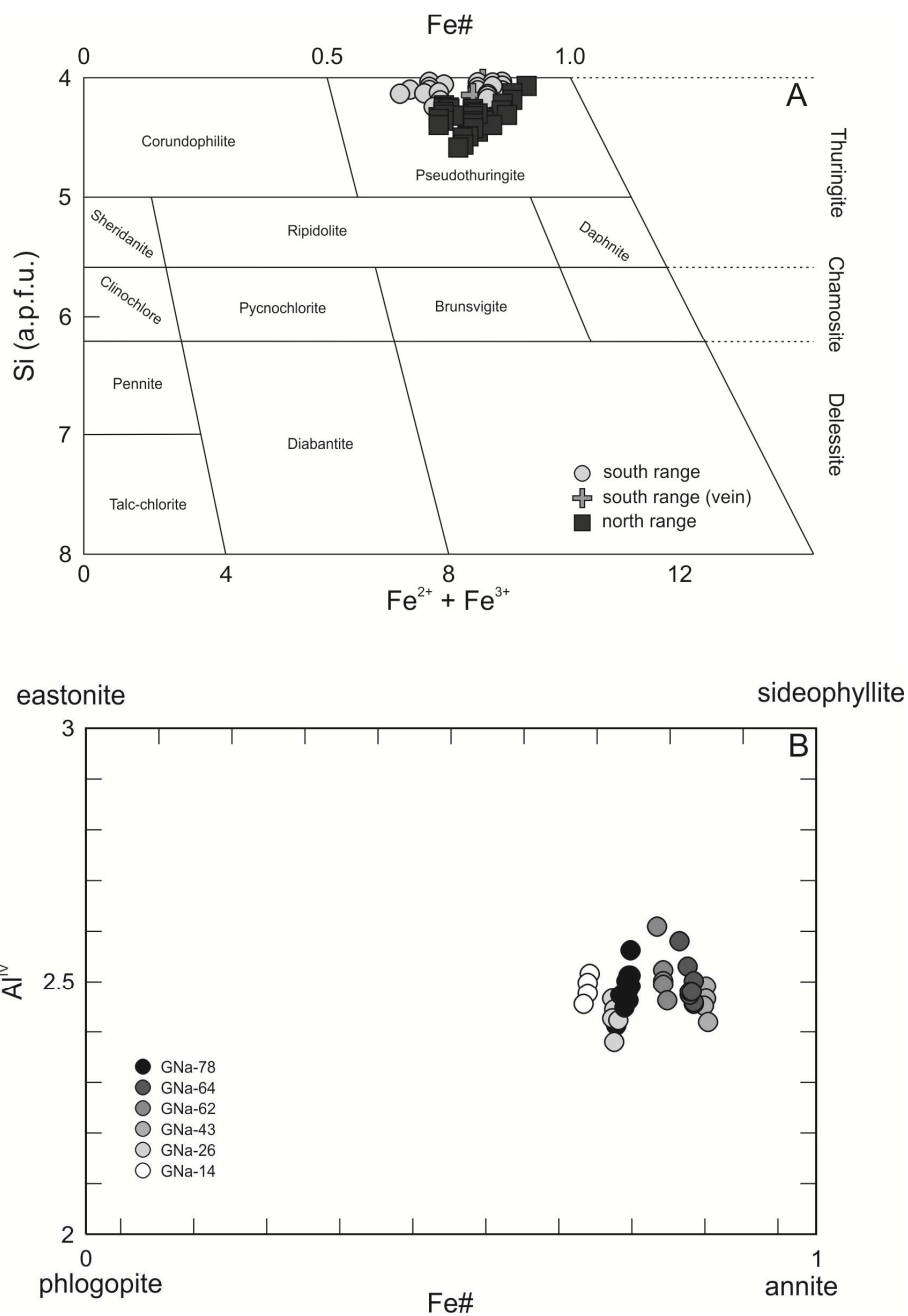 Fe#
0 0.5 1.0
4
A
Corundophilite
Pseudothuringite
Thuringite
5
Sheridanite
Ripidolite
Daphnite
Clinochlore
Pycnochlorite
Brunsvigite
Chamosite
Si (a.p.f.u.)
6
Pennite
Delessite
7
Diabantite
Talc-chlorite
south range
south range (vein)
north range
8
0 4 8 12
Fe²⁺ + Fe³⁺
eastonite sideophyllite
3
B
Al^IV
2.5
GNa-78
GNa-64
GNa-62
GNa-43
GNa-26
GNa-14
2
0 1
phlogopite annite
Fe#